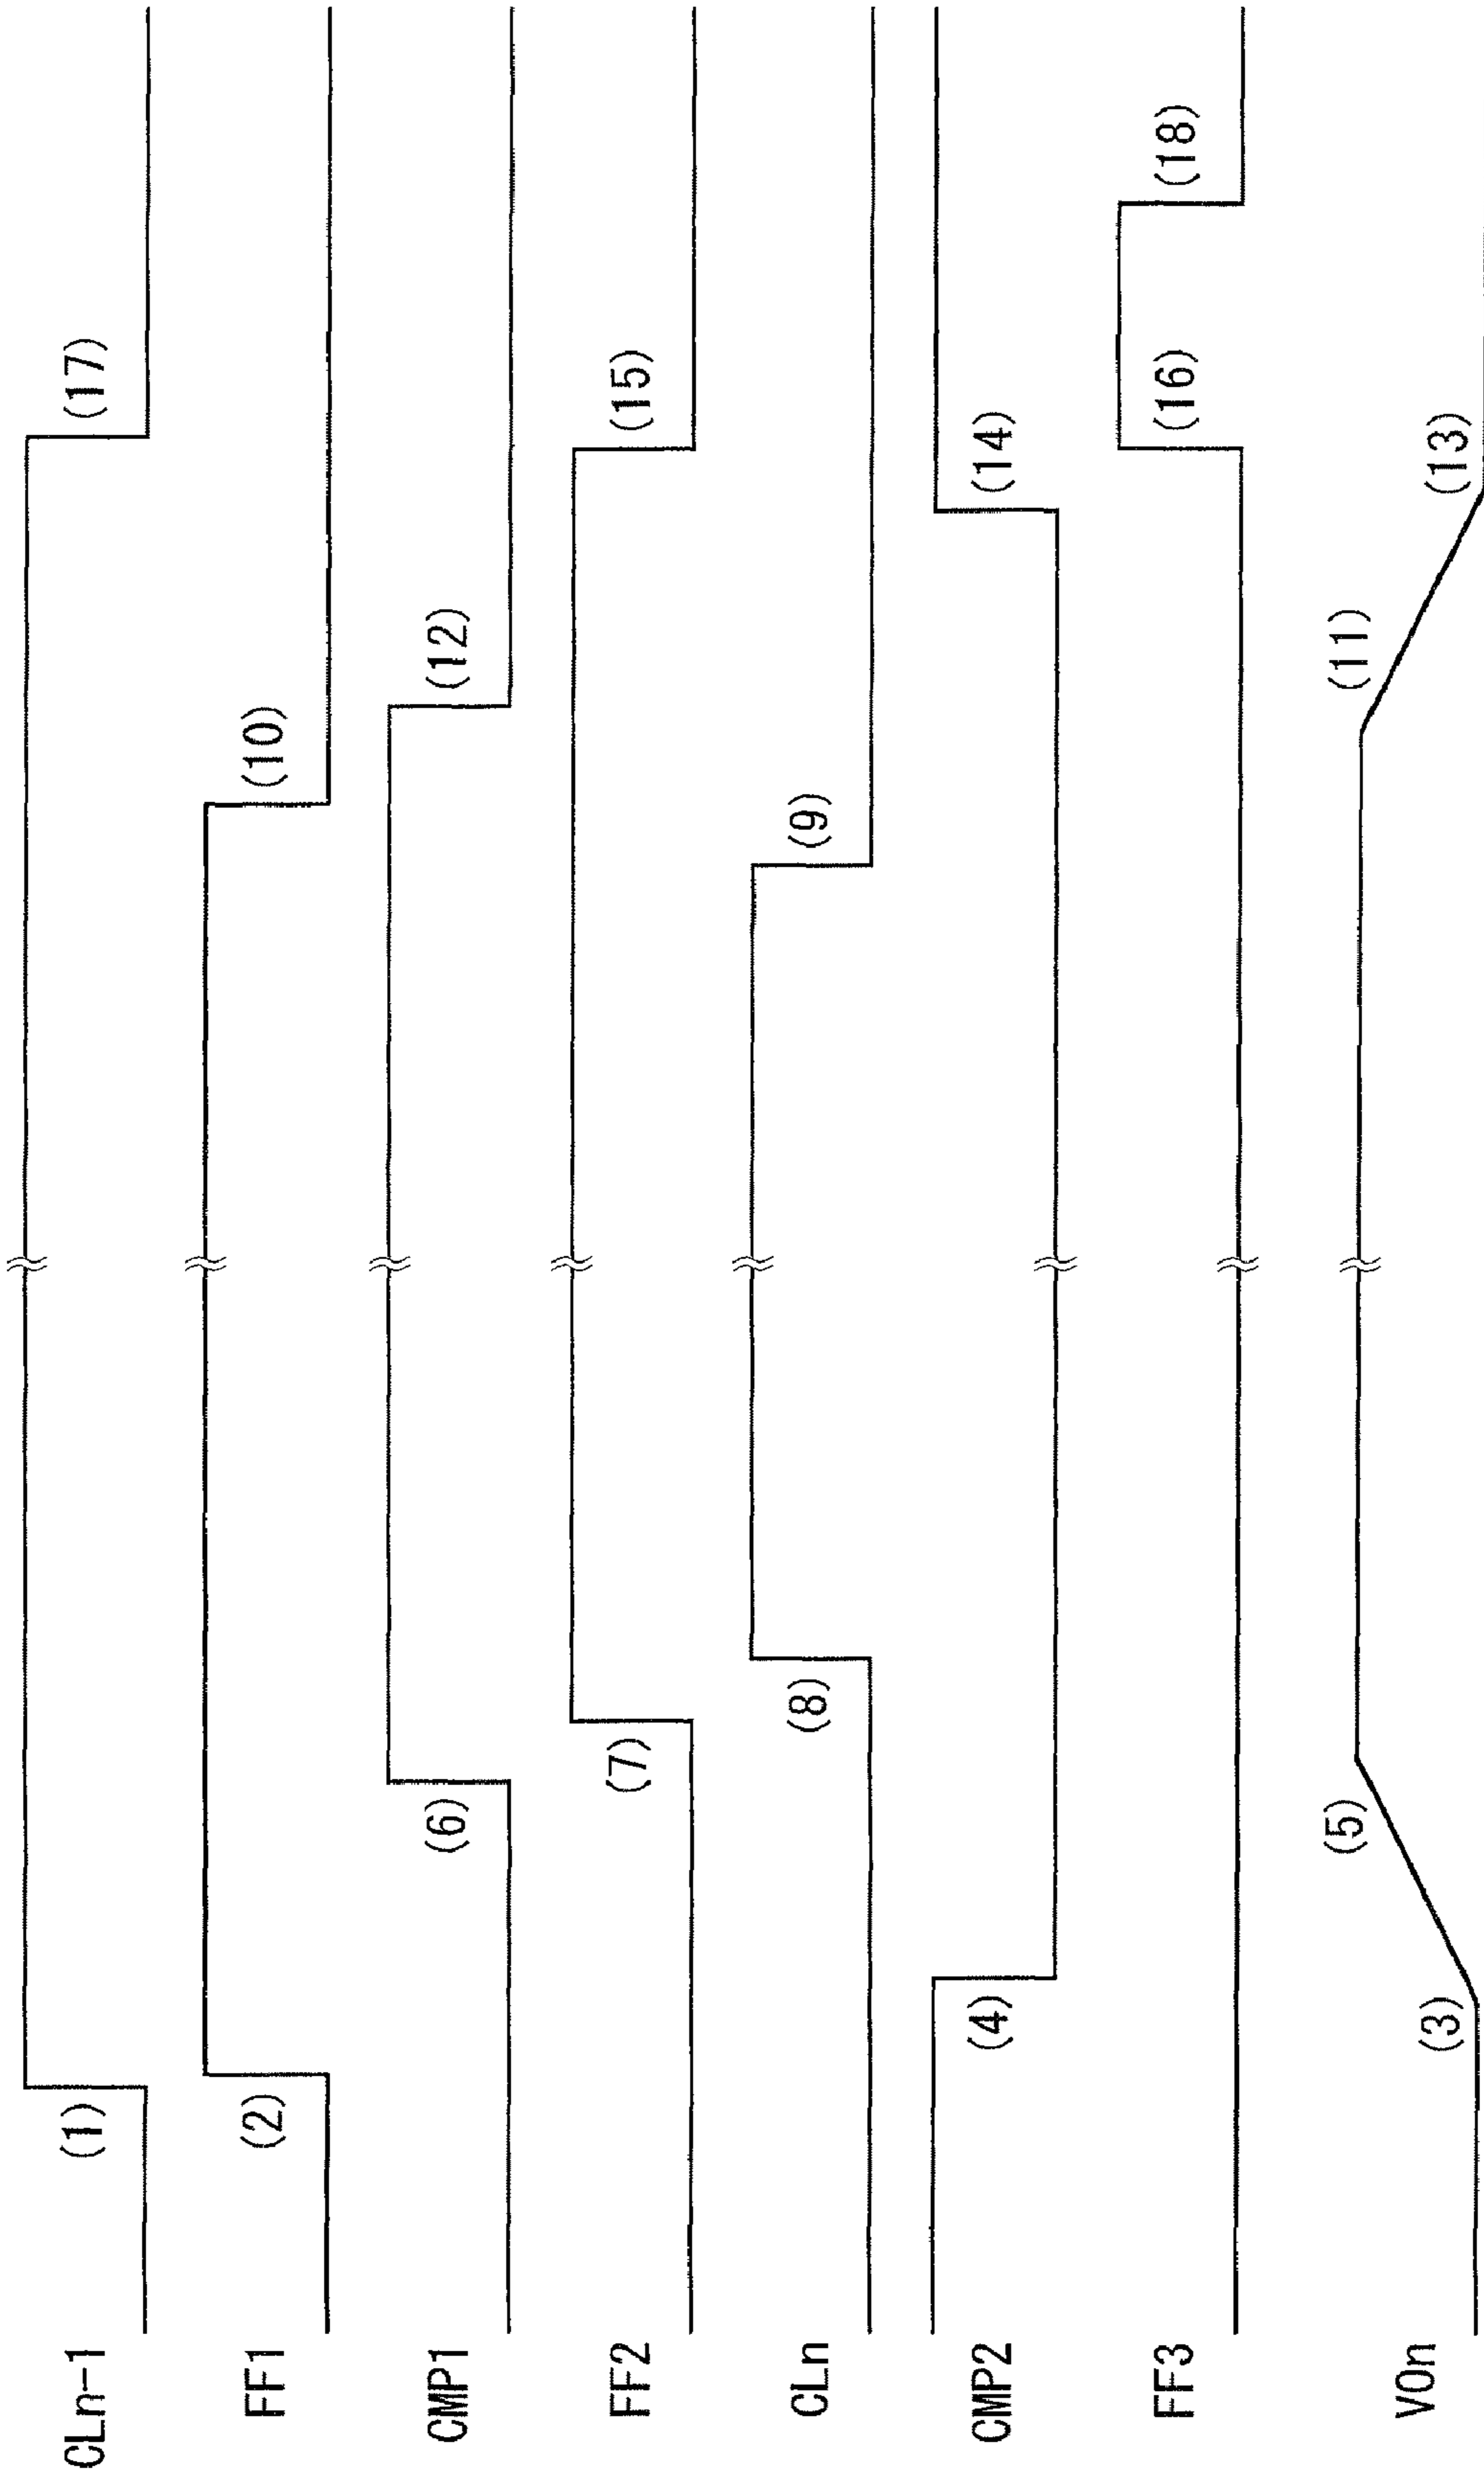 CLn-1 (1) (17)
FF1 (2) (10)
CMP1 (6) (12)
FF2 (7) (15)
CLn (8) (9)
CMP2 (4) (14)
FF3 (16) (18)
VOn (3) (5) (11) (13)